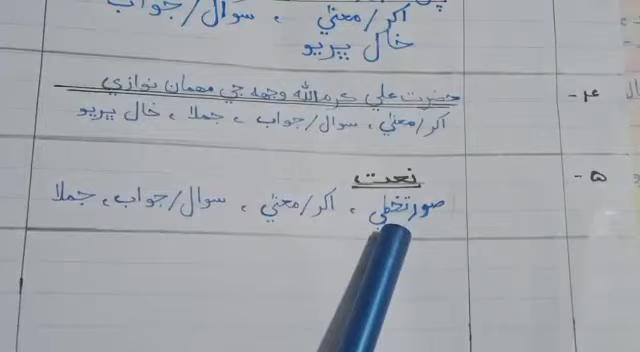 اکر/معنيٰ ، سوال/جواب
خال ڀريو
۴- حضرت علي کرم الله وجهه جي مهمان نوازي
اکر/معنيٰ ، سوال/جواب ، جملا ، خال ڀريو
۵- نعت
صورتخطي ، اکر/معنيٰ ، سوال/جواب ، جملا